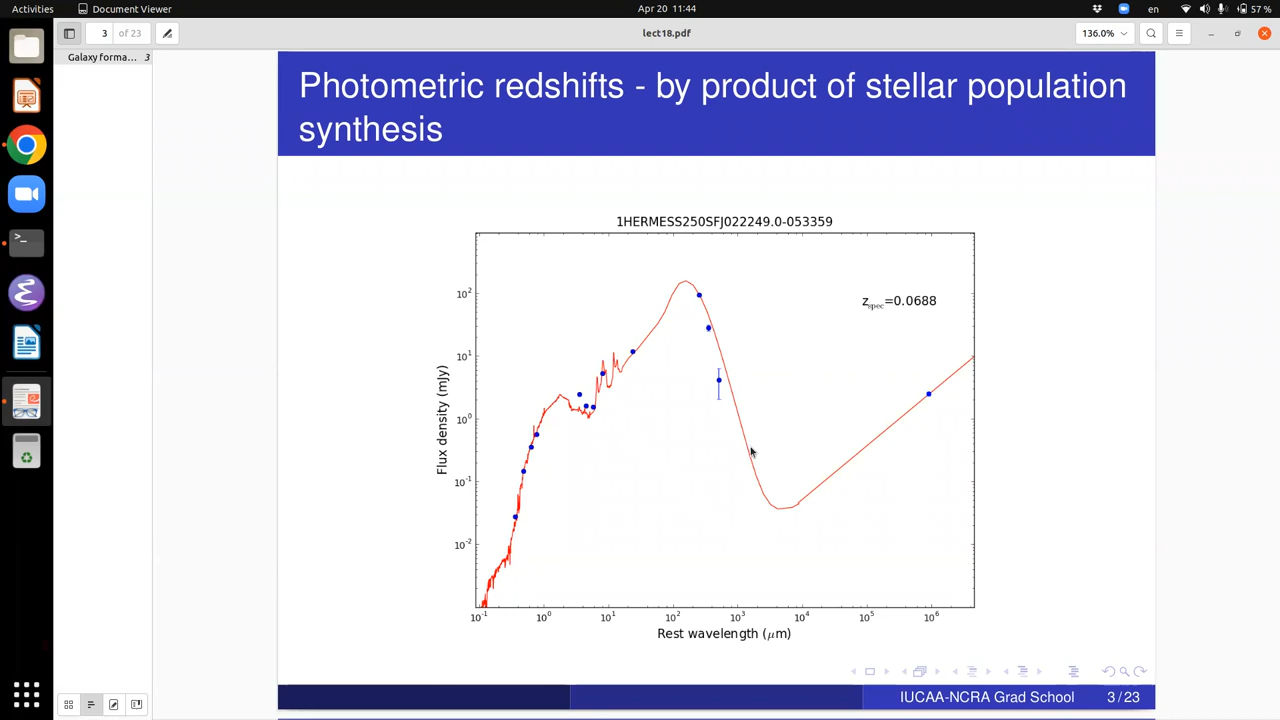 Activities
Document Viewer
Apr 20 11:44
en
57 %
3
of 23
lect18.pdf
136.0%
Galaxy forma...
3
Photometric redshifts - by product of stellar population
synthesis
1HERMESS250SFJ022249.0-053359
z_spec=0.0688
Flux density (mJy)
10^2
10^1
10^0
10^-1
10^-2
10^-1 10^0 10^1 10^2 10^3 10^4 10^5 10^6
Rest wavelength (μm)
IUCAA-NCRA Grad School
3 / 23